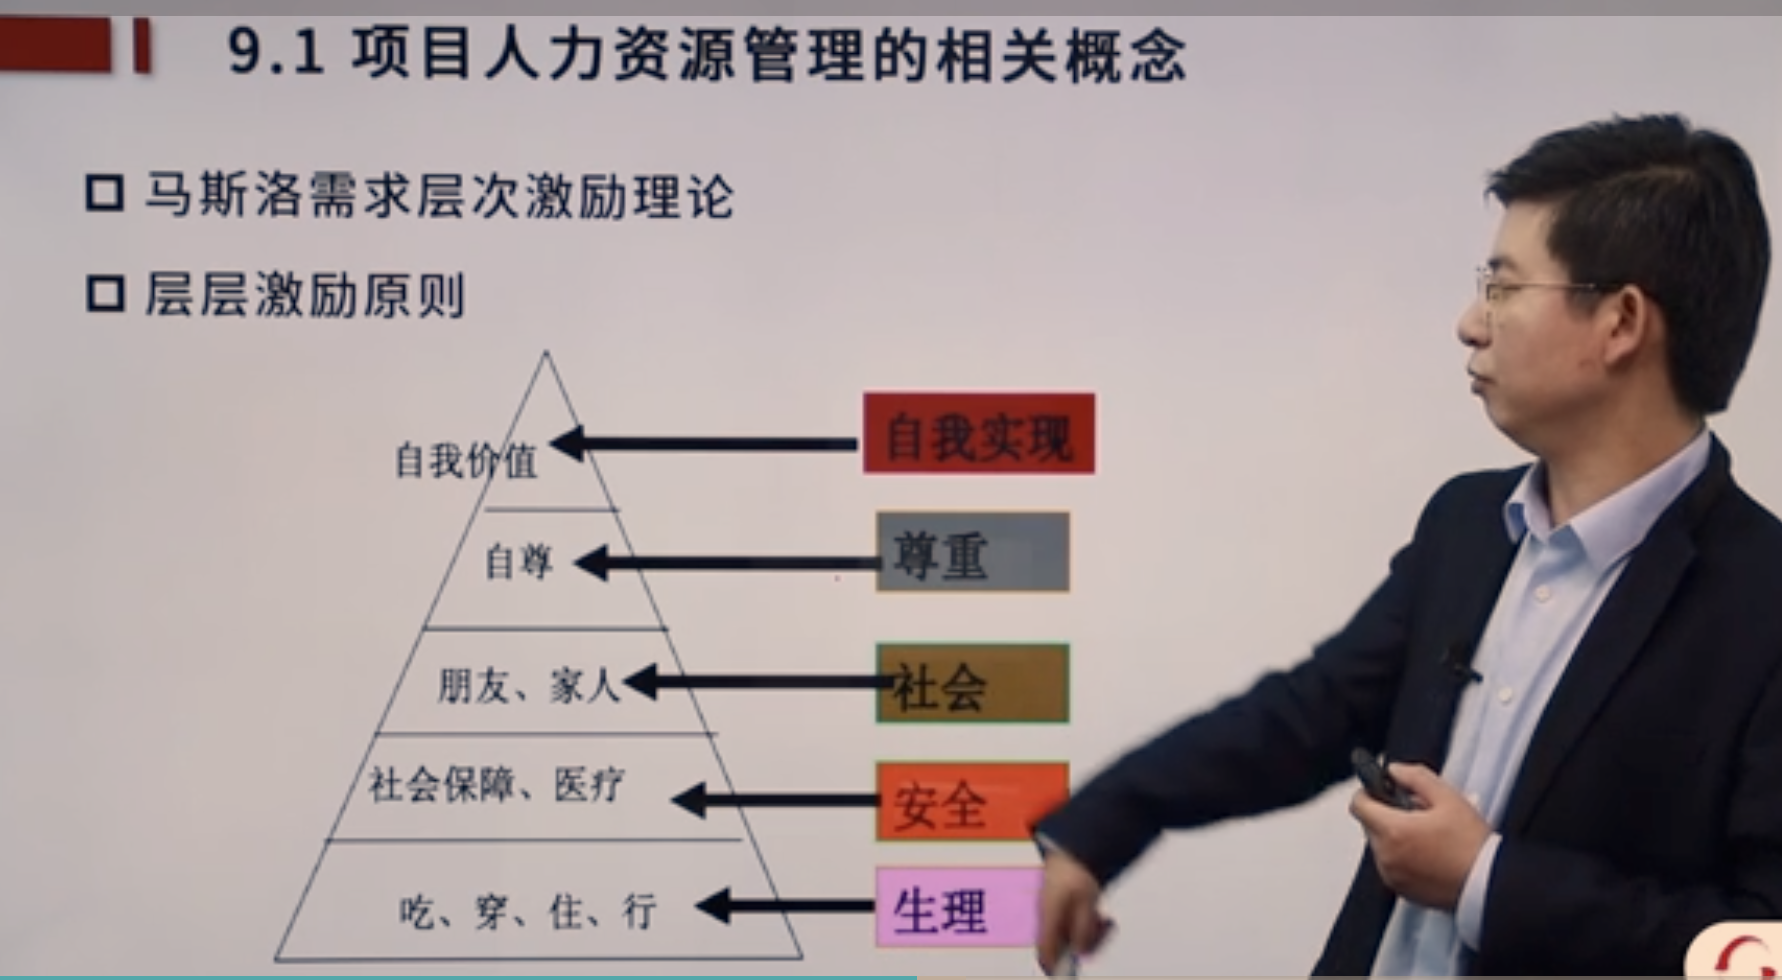 9.1 项目人力资源管理的相关概念
马斯洛需求层次激励理论
层层激励原则
自我价值
自我实现
自尊
尊重
朋友、家人
社会
社会保障、医疗
安全
吃、穿、住、行
生理